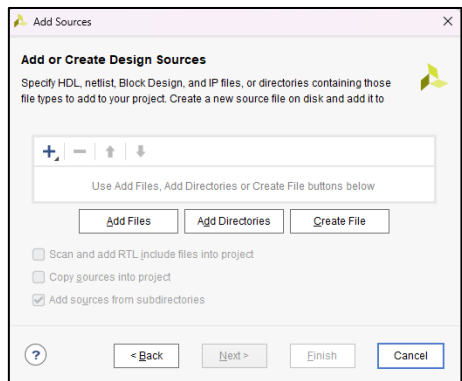 Add Sources
Add or Create Design Sources
Specify HDL, netlist, Block Design, and IP files, or directories containing those
file types to add to your project. Create a new source file on disk and add it to
Use Add Files, Add Directories or Create File buttons below
Add Files Add Directories Create File
Scan and add RTL include files into project
Copy sources into project
Add sources from subdirectories
? < Back Next > Finish Cancel